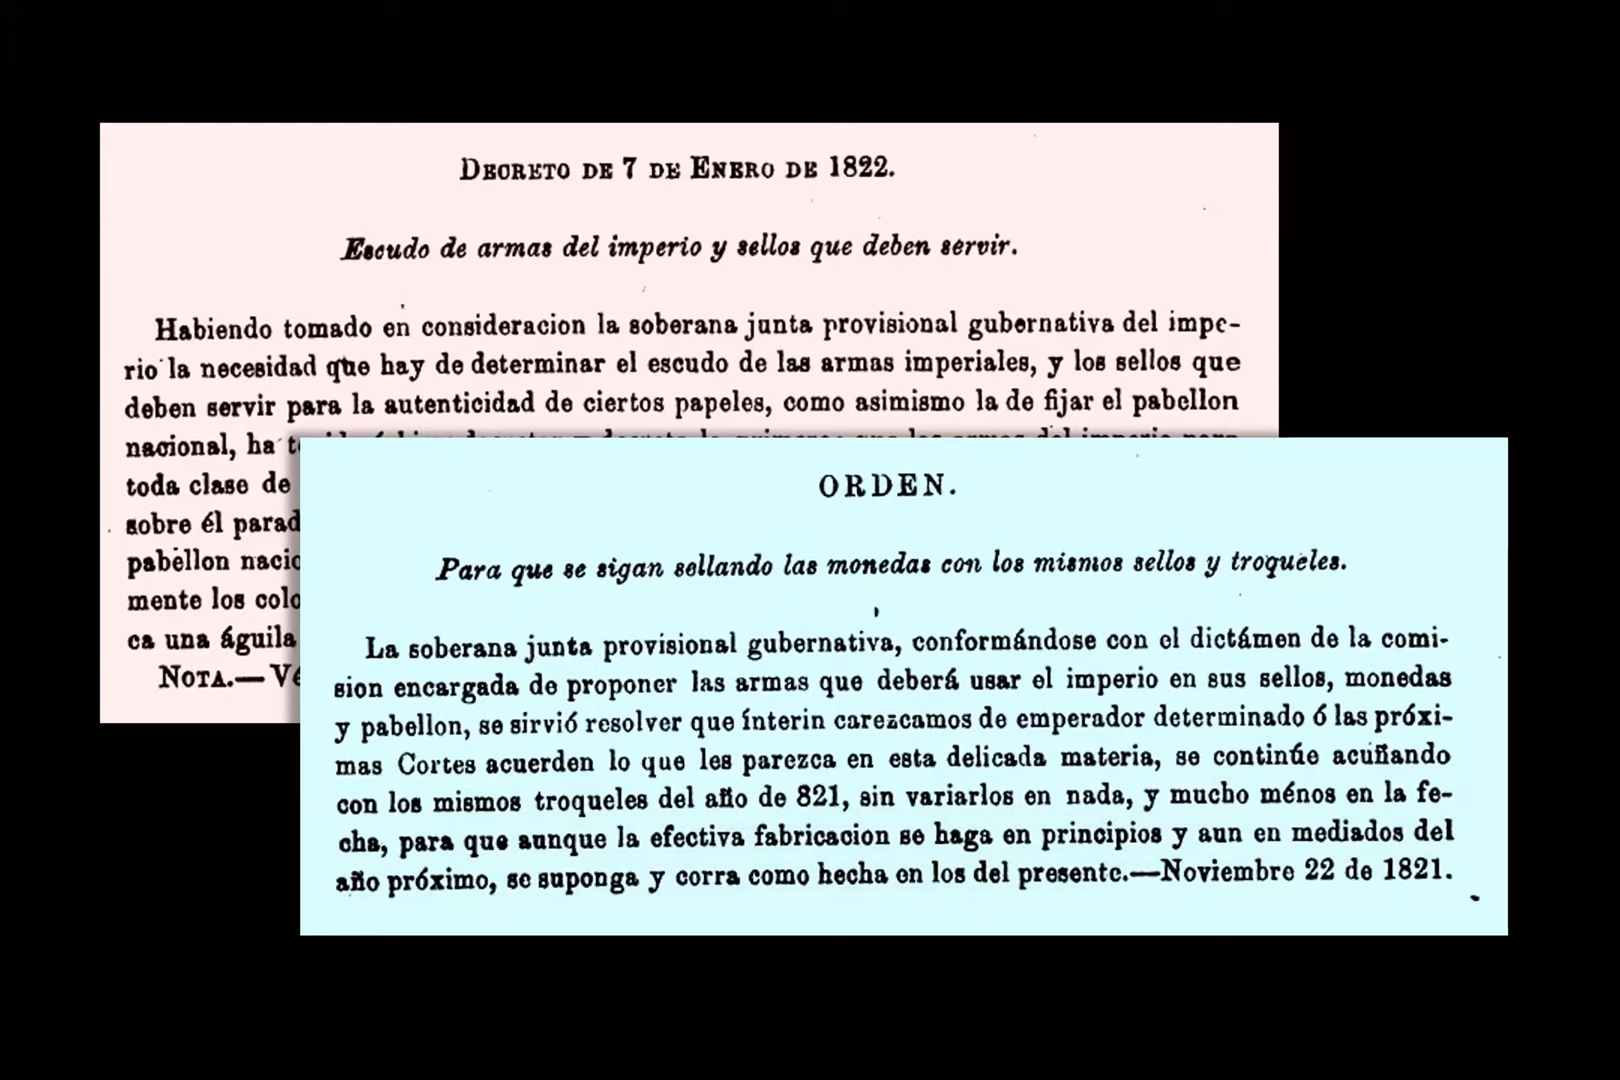 DECRETO DE 7 DE ENERO DE 1822.
Escudo de armas del imperio y sellos que deben servir.
Habiendo tomado en consideracion la soberana junta provisional gubernativa del impe-
rio la necesidad que hay de determinar el escudo de las armas imperiales, y los sellos que
deben servir para la autenticidad de ciertos papeles, como asimismo la de fijar el pabellon
nacional, ha
toda clase de
sobre él
pabellon
mente los
ca una águila
NOTA.—
ORDEN.
Para que se sigan sellando las monedas con los mismos sellos y troqueles.
La soberana junta provisional gubernativa, conformándose con el dictámen de la comi-
sion encargada de proponer las armas que deberá usar el imperio en sus sellos, monedas
y pabellon, se sirvió resolver que ínterin carezcamos de emperador determinado ó las próxi-
mas Cortes acuerden lo que les parezca en esta delicada materia, se continúe acuñando
con los mismos troqueles del año de 821, sin variarlos en nada, y mucho ménos en la fe-
cha, para que aunque la efectiva fabricacion se haga en principios y aun en mediados del
año próximo, se suponga y corra como hecha en los del presente.—Noviembre 22 de 1821.